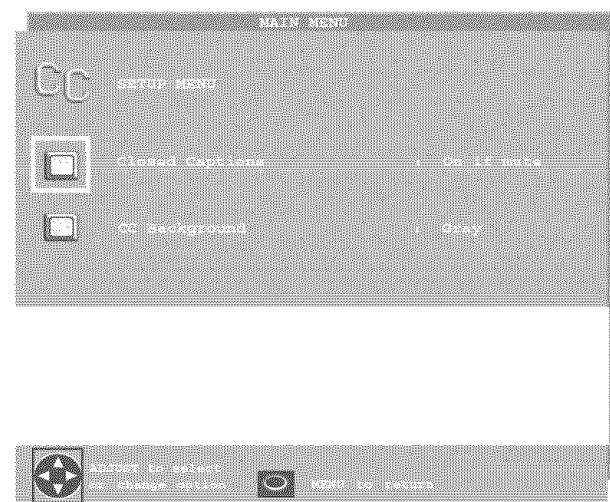 MAIN MENU
CC
SETUP MENU
Closed Captions : On if mute
CC Background : Gray
ADJUST to select
or change option
MENU to return